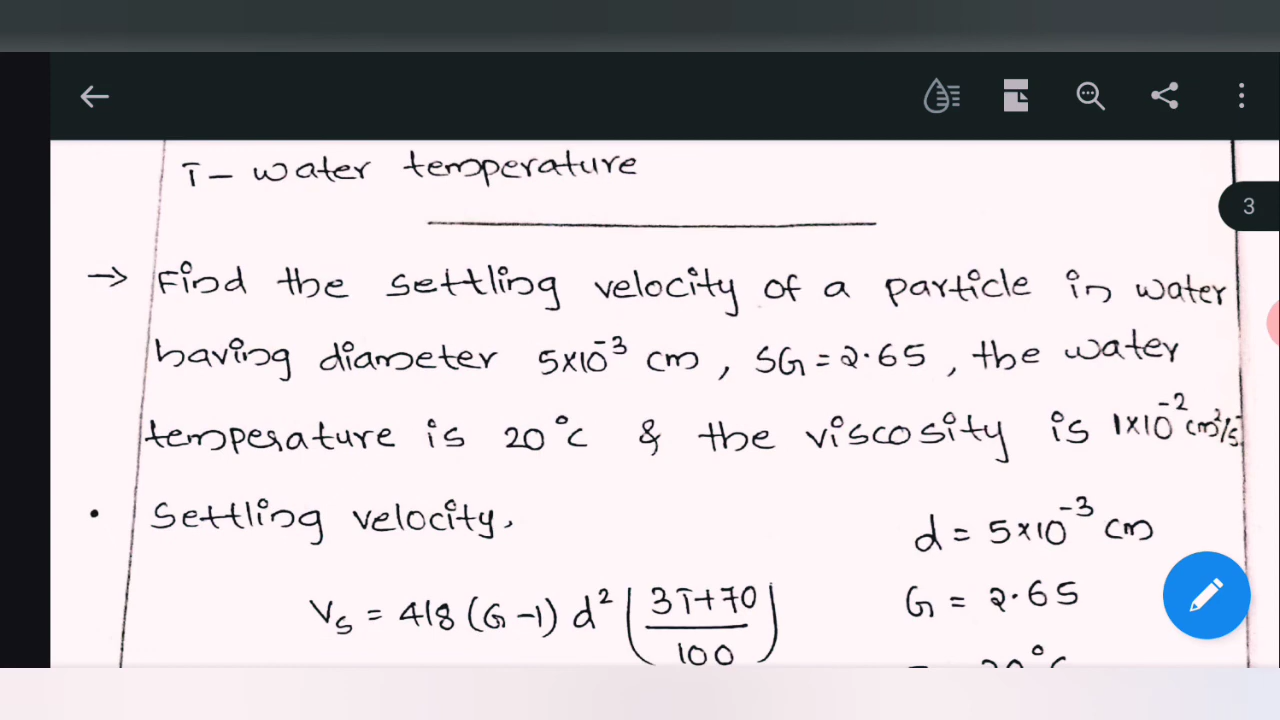 T - water temperature
3
→ Find the settling velocity of a particle in water
having diameter 5×10⁻³ cm, SG = 2.65, the water
temperature is 20°C & the viscosity is 1×10⁻² cm²/s.
• Settling velocity,
d = 5×10⁻³ cm
Vs = 418 (G-1) d² (3T+70/100)
G = 2.65